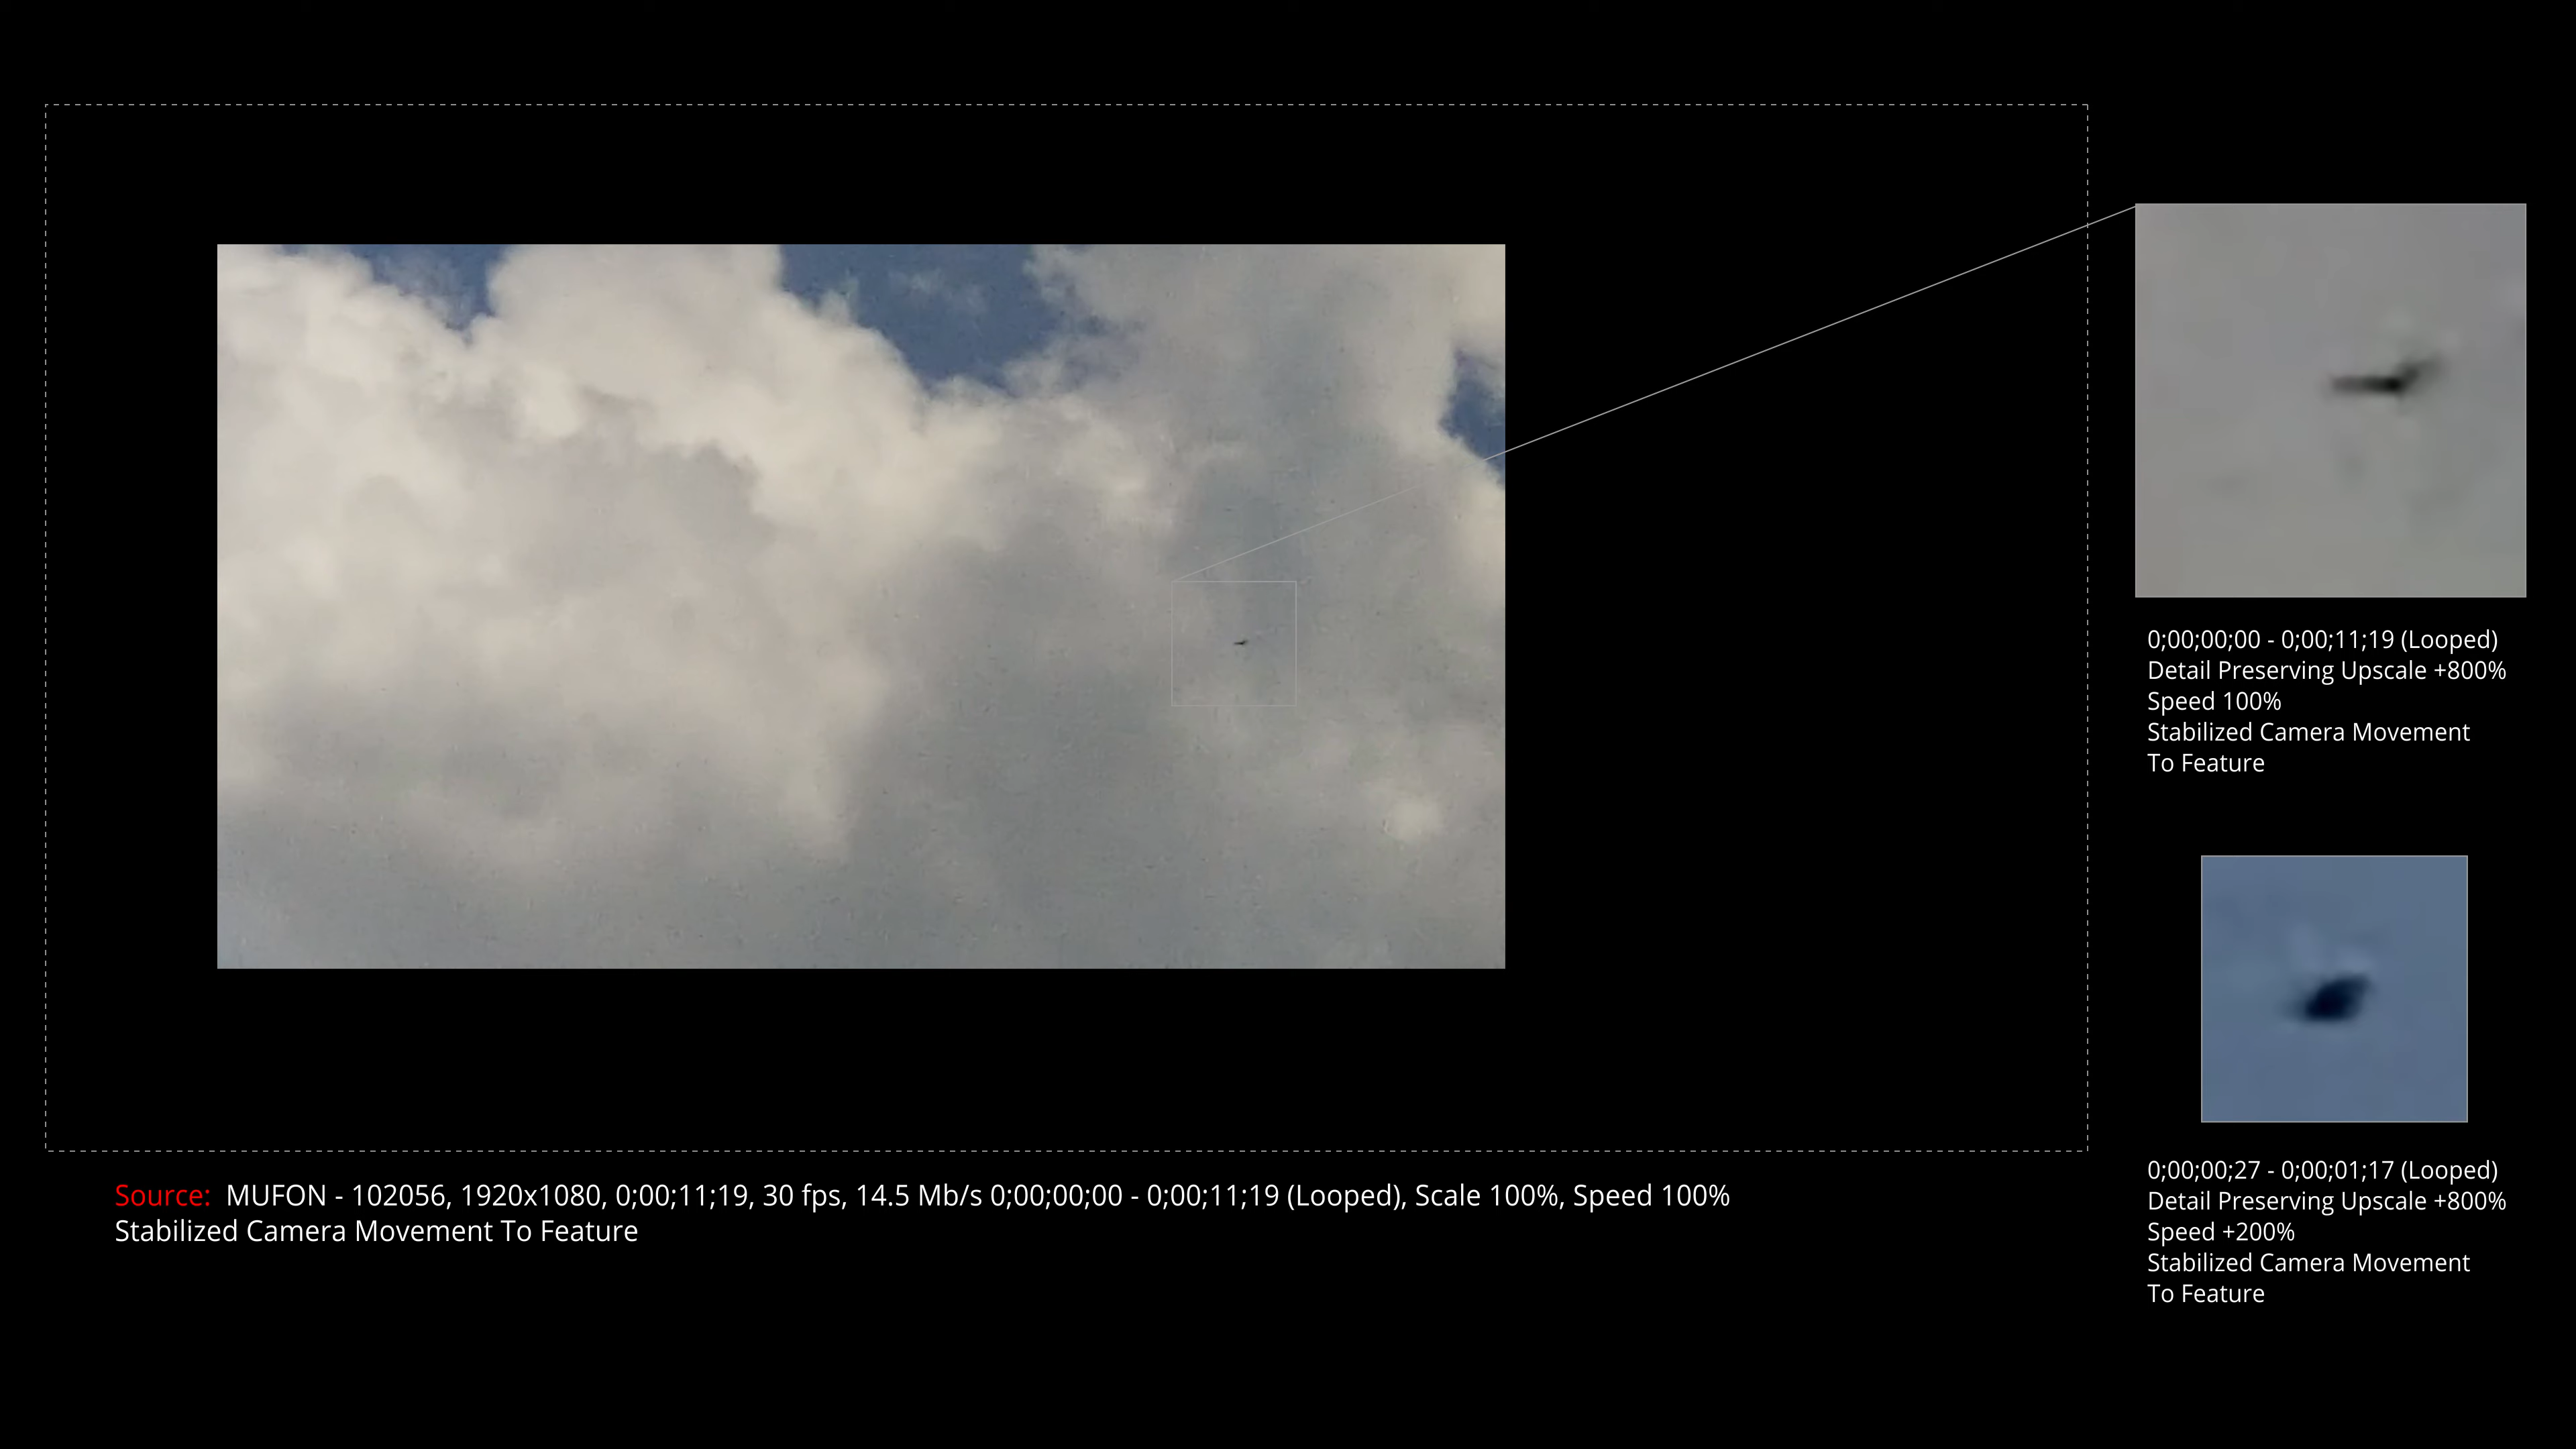 0;00;00;00 - 0;00;11;19 (Looped)
Detail Preserving Upscale +800%
Speed 100%
Stabilized Camera Movement
To Feature
0;00;00;27 - 0;00;01;17 (Looped)
Detail Preserving Upscale +800%
Speed +200%
Stabilized Camera Movement
To Feature
Source: MUFON - 102056, 1920x1080, 0;00;11;19, 30 fps, 14.5 Mb/s 0;00;00;00 - 0;00;11;19 (Looped), Scale 100%, Speed 100%
Stabilized Camera Movement To Feature